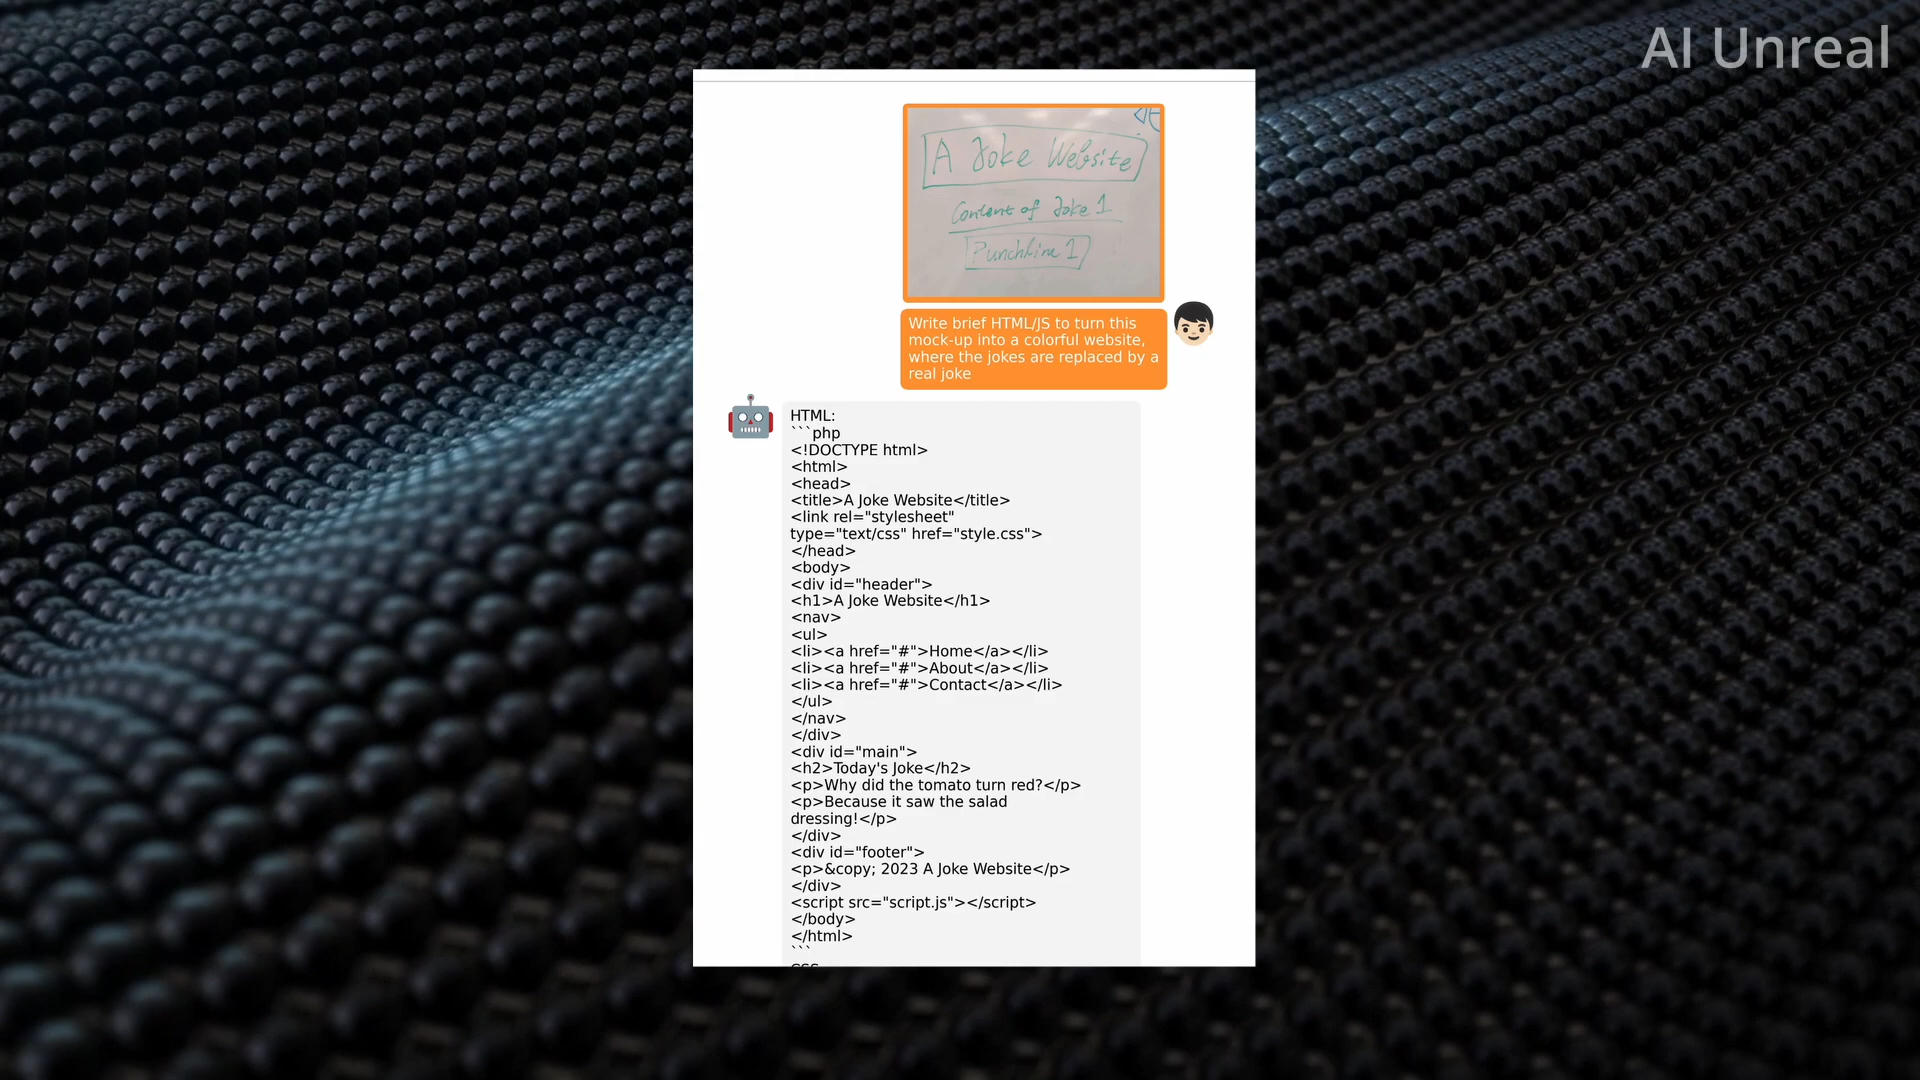 AI Unreal
A Joke Website
Content of Joke 1
Punchline 1
Write brief HTML/JS to turn this
mock-up into a colorful website,
where the jokes are replaced by a
real joke
HTML:
```php
<!DOCTYPE html>
<html>
<head>
<title>A Joke Website</title>
<link rel="stylesheet"
type="text/css" href="style.css">
</head>
<body>
<div id="header">
<h1>A Joke Website</h1>
<nav>
<ul>
<li><a href="#">Home</a></li>
<li><a href="#">About</a></li>
<li><a href="#">Contact</a></li>
</ul>
</nav>
</div>
<div id="main">
<h2>Today's Joke</h2>
<p>Why did the tomato turn red?</p>
<p>Because it saw the salad
dressing!</p>
</div>
<div id="footer">
<p>&copy; 2023 A Joke Website</p>
</div>
<script src="script.js"></script>
</body>
</html>
```